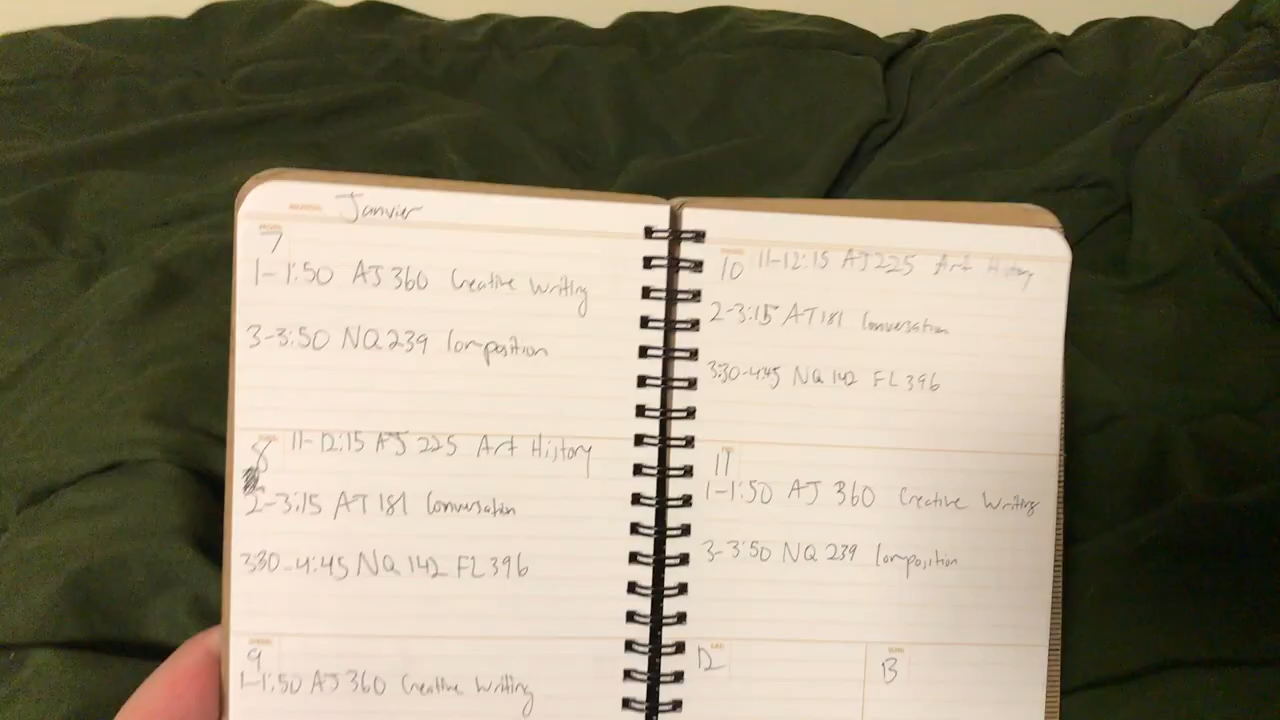 Janvier
7
1-1:50 AJ 360 Creative Writing
3-3:50 NQ 239 Composition
8 11-12:15 AJ 225 Art History
2-3:15 AT 181 Conversation
3:30-4:45 NQ 142 FL 396
9
1-1:50 AJ 360 Creative Writing
10 11-12:15 AJ 225 Art History
2-3:15 AT 181 Conversation
3:30-4:45 NQ 142 FL 396
11
1-1:50 AJ 360 Creative Writing
3-3:50 NQ 239 Composition
12
13